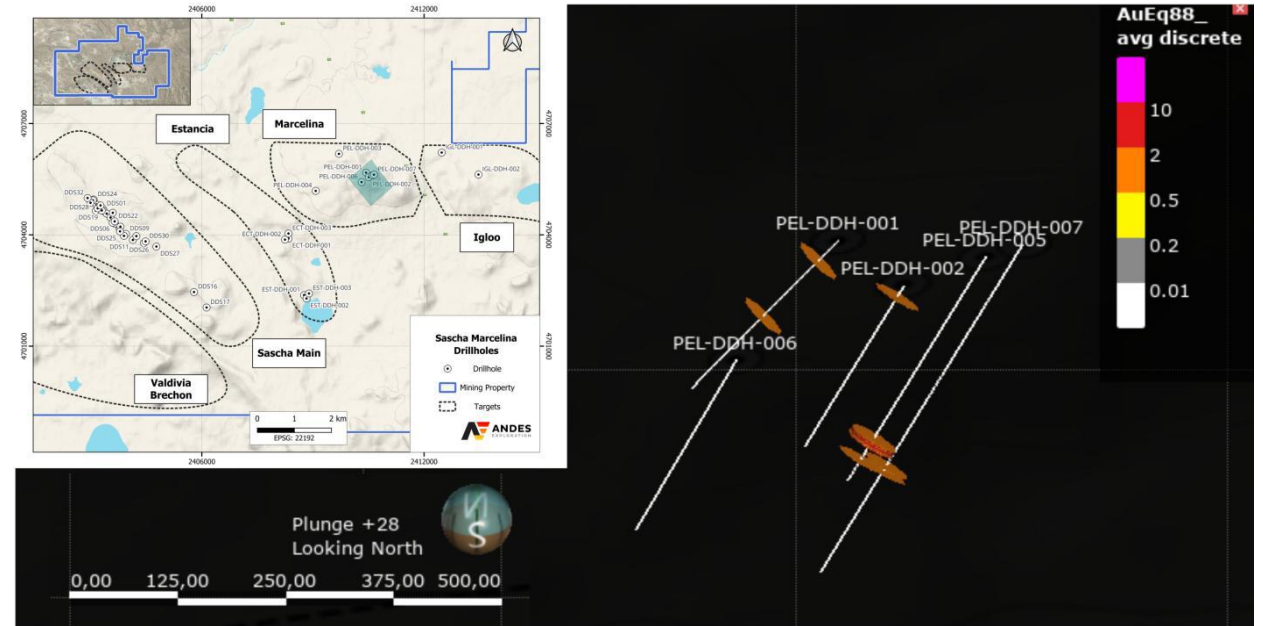 2406000
2412000
4707000
4704000
4701000
4707000
4704000
4701000
2406000
2412000
Estancia
Marcelina
PEL-DDH-003
IGL-DDH-001
PEL-DDH-001
PEL-DDH-007
PEL-DDH-006
PEL-DDH-002
PEL-DDH-004
IGL-DDH-002
DDS32
DDS24
DDS28
DDS01
DDS19
DDS22
DDS06
DDS09
DDS25
DDS30
DDS11
DDS26
DDS27
ECT-DDH-003
ECT-DDH-002
ECT-DDH-001
Igloo
DDS16
DDS17
EST-DDH-001
EST-DDH-003
EST-DDH-002
Sascha Main
Valdivia
Brechon
Sascha Marcelina
Drillholes
Drillhole
Mining Property
Targets
0 1 2 km
EPSG: 22192
ANDES
EXPLORATION
AuEq88_
avg discrete
10
2
0.5
0.2
0.01
PEL-DDH-001
PEL-DDH-007
PEL-DDH-005
PEL-DDH-002
PEL-DDH-006
Plunge +28
Looking North
N
S
0,00 125,00 250,00 375,00 500,00